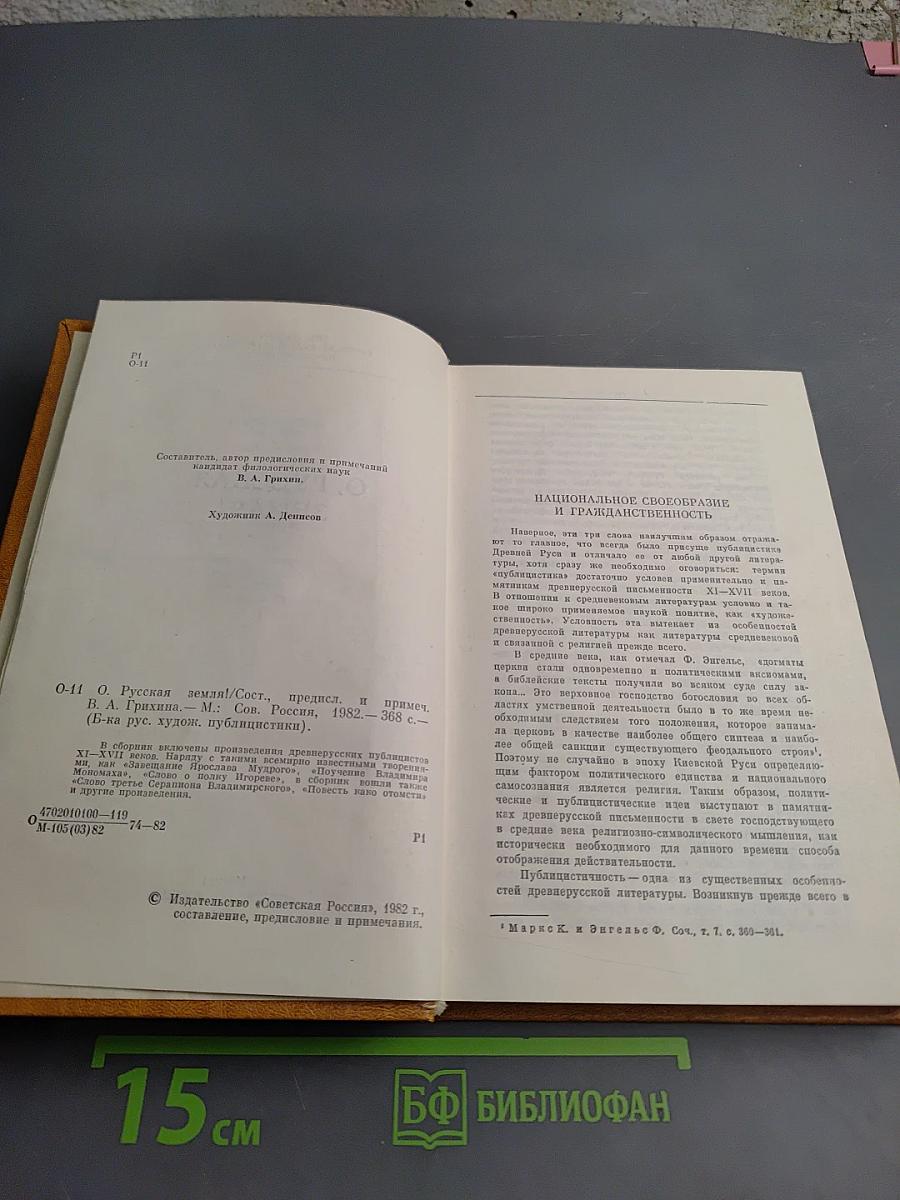 Р1
О-11
Составитель, автор предисловия и примечаний
кандидат филологических наук
В. А. Грихин.
Художник А. Денисов
О-11 О, Русская земля!/Сост., предисл. и примеч.
В. А. Грихина.— М.: Сов. Россия, 1982.— 368 с.—
(Б-ка рус. худож. публицистики).
В сборник включены произведения древнерусских публицистов
XI—XVII веков. Наряду с такими всемирно известными творения-
ми, как «Завещание Ярослава Мудрого», «Поучение Владимира
Мономаха», «Слово о полку Игореве», в сборник вошли также
«Слово третье Серапиона Владимирского», «Повесть како отомсти»
и другие произведения.
О 4702010100—119
М-105(03)82 74—82
Р1
© Издательство «Советская Россия», 1982 г.,
составление, предисловие и примечания.
НАЦИОНАЛЬНОЕ СВОЕОБРАЗИЕ
И ГРАЖДАНСТВЕННОСТЬ
Наверное, эти три слова наилучшим образом отража-
ют то главное, что всегда было присуще публицистике
Древней Руси и отличало ее от любой другой литера-
туры, хотя сразу же необходимо оговориться: термин
«публицистика» достаточно условен применительно к па-
мятникам древнерусской письменности XI—XVII веков.
В отношении к средневековым литературам условно и та-
кое широко применяемое наукой понятие, как «художе-
ственность». Условность эта вытекает из особенностей
древнерусской литературы как литературы средневековой
и связанной с религией прежде всего.
В средние века, как отмечал Ф. Энгельс, «догматы
церкви стали одновременно и политическими аксиомами,
а библейские тексты получили во всяком суде силу за-
кона... Это верховное господство богословия во всех об-
ластях умственной деятельности было в то же время не-
обходимым следствием того положения, которое занима-
ла церковь в качестве наиболее общего синтеза и наибо-
лее общей санкции существующего феодального строя»¹.
Поэтому не случайно в эпоху Киевской Руси определяю-
щим фактором политического единства и национального
самосознания является религия. Таким образом, полити-
ческие и публицистические идеи выступают в памятни-
ках древнерусской письменности в свете господствующего
в средние века религиозно-символического мышления, как
исторически необходимого для данного времени способа
отображения действительности.
Публицистичность — одна из существенных особенно-
стей древнерусской литературы. Возникнув прежде всего в
¹ Маркс К. и Энгельс Ф. Соч., т. 7, с. 360—361.
15 см
БФ БИБЛИОФАН